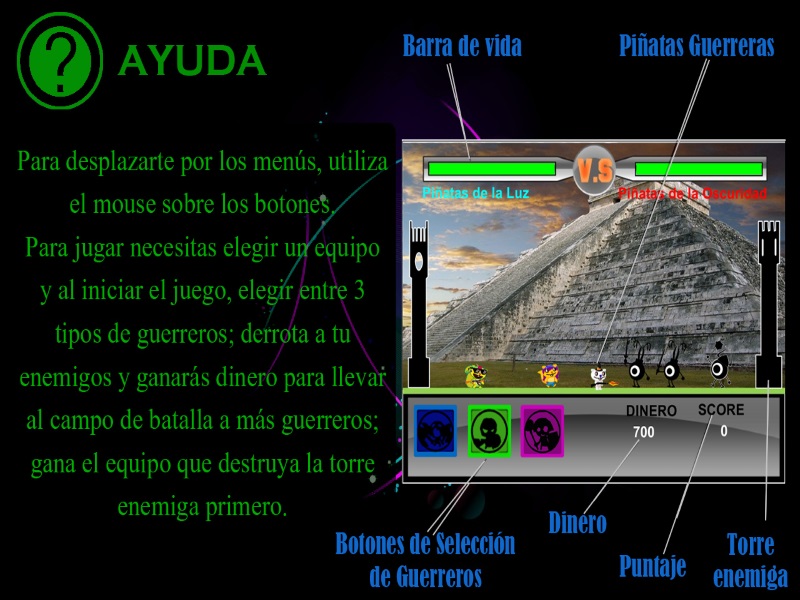 AYUDA
Para desplazarte por los menús, utiliza
el mouse sobre los botones.
Para jugar necesitas elegir un equipo
y al iniciar el juego, elegir entre 3
tipos de guerreros; derrota a tu
enemigos y ganarás dinero para llevar
al campo de batalla a más guerreros;
gana el equipo que destruya la torre
enemiga primero.
Barra de vida
Piñatas Guerreras
V.S
Piñatas de la Luz
Piñatas de la Oscuridad
DINERO
SCORE
700
0
Botones de Selección
de Guerreros
Dinero
Puntaje
Torre
enemiga